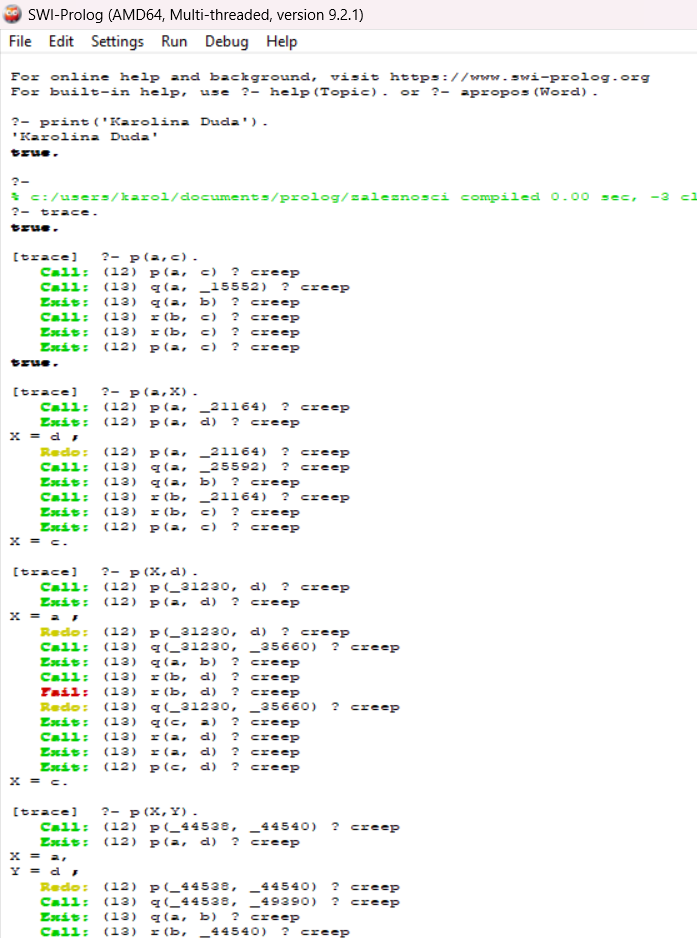 SWI-Prolog (AMD64, Multi-threaded, version 9.2.1)
File Edit Settings Run Debug Help
For online help and background, visit https://www.swi-prolog.org
For built-in help, use ?- help(Topic). or ?- apropos(Word).
?- print('Karolina Duda').
'Karolina Duda'
true.
?-
% c:/users/karol/documents/prolog/zaleznosci compiled 0.00 sec, -3 cl
?- trace.
true.
[trace]  ?- p(a,c).
   Call: (12) p(a, c) ? creep
   Call: (13) q(a, _15552) ? creep
   Exit: (13) q(a, b) ? creep
   Call: (13) r(b, c) ? creep
   Exit: (13) r(b, c) ? creep
   Exit: (12) p(a, c) ? creep
true.
[trace]  ?- p(a,X).
   Call: (12) p(a, _21164) ? creep
   Exit: (12) p(a, d) ? creep
X = d ;
   Redo: (12) p(a, _21164) ? creep
   Call: (13) q(a, _25592) ? creep
   Exit: (13) q(a, b) ? creep
   Call: (13) r(b, _21164) ? creep
   Exit: (13) r(b, c) ? creep
   Exit: (12) p(a, c) ? creep
X = c.
[trace]  ?- p(X,d).
   Call: (12) p(_31230, d) ? creep
   Exit: (12) p(a, d) ? creep
X = a ;
   Redo: (12) p(_31230, d) ? creep
   Call: (13) q(_31230, _35660) ? creep
   Exit: (13) q(a, b) ? creep
   Call: (13) r(b, d) ? creep
   Fail: (13) r(b, d) ? creep
   Redo: (13) q(_31230, _35660) ? creep
   Exit: (13) q(c, a) ? creep
   Call: (13) r(a, d) ? creep
   Exit: (13) r(a, d) ? creep
   Exit: (12) p(c, d) ? creep
X = c.
[trace]  ?- p(X,Y).
   Call: (12) p(_44538, _44540) ? creep
   Exit: (12) p(a, d) ? creep
X = a,
Y = d ;
   Redo: (12) p(_44538, _44540) ? creep
   Call: (13) q(_44538, _49390) ? creep
   Exit: (13) q(a, b) ? creep
   Call: (13) r(b, _44540) ? creep